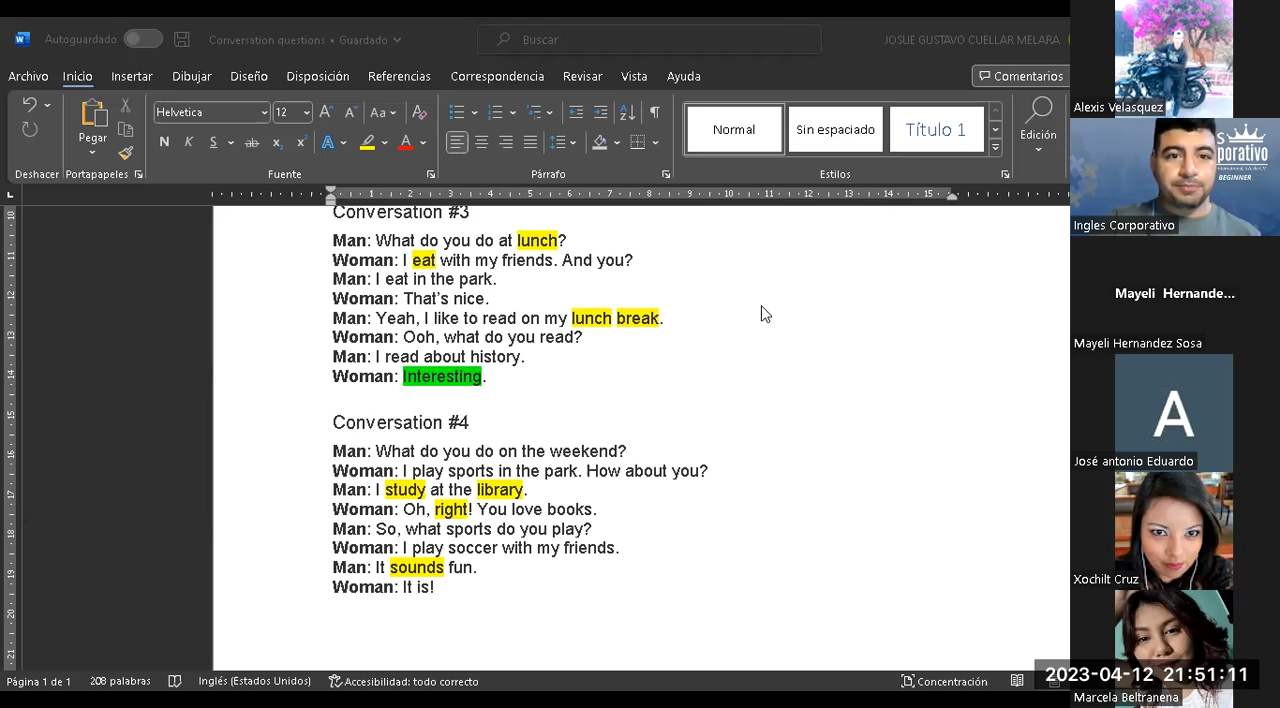 Autoguardado
Conversation questions • Guardado
Buscar
JOSUE GUSTAVO CUELLAR MELARA
Archivo Inicio Insertar Dibujar Diseño Disposición Referencias Correspondencia Revisar Vista Ayuda
Comentarios
Helvetica 12
Pegar
Normal Sin espaciado Título 1
Edición
Deshacer Portapapeles Fuente Párrafo Estilos
Conversation #3
Man: What do you do at lunch?
Woman: I eat with my friends. And you?
Man: I eat in the park.
Woman: That's nice.
Man: Yeah, I like to read on my lunch break.
Woman: Ooh, what do you read?
Man: I read about history.
Woman: Interesting.
Conversation #4
Man: What do you do on the weekend?
Woman: I play sports in the park. How about you?
Man: I study at the library.
Woman: Oh, right! You love books.
Man: So, what sports do you play?
Woman: I play soccer with my friends.
Man: It sounds fun.
Woman: It is!
Página 1 de 1 208 palabras Inglés (Estados Unidos) Accesibilidad: todo correcto Concentración
Alexis Velasquez
porativo
BEGINNER
Ingles Corporativo
Mayeli Hernande...
Mayeli Hernandez Sosa
A
José antonio Eduardo
Xochilt Cruz
2023-04-12 21:51:11
Marcela Beltranena